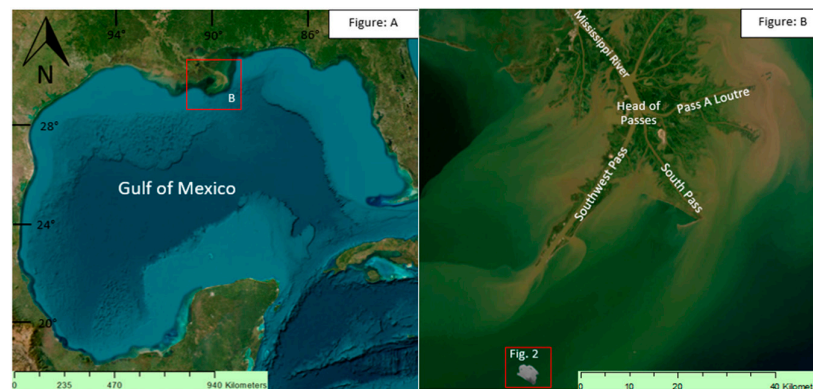 Figure: A
94°
90°
86°
N
B
28°
Gulf of Mexico
24°
20°
0 235 470 940 Kilometers
Figure: B
Mississippi River
Head of
Passes
Pass A Loutre
Southwest Pass
South Pass
Fig. 2
0 10 20 40 Kilometers